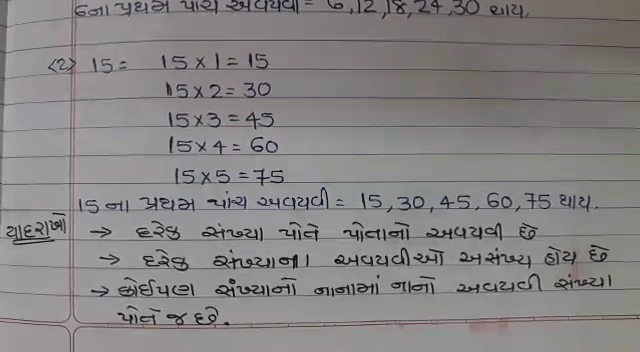 6ના પ્રથમ પાંચ અવયવી = 6,12,18,24,30 થાય.
<2> 15 = 15 × 1 = 15
15 × 2 = 30
15 × 3 = 45
15 × 4 = 60
15 × 5 = 75
15 ના પ્રથમ પાંચ અવયવી = 15, 30, 45, 60, 75 થાય.
યાદરાખો → દરેક સંખ્યા પોતે પોતાનો અવયવી છે
→ દરેક સંખ્યાના અવયવીઓ અસંખ્ય હોય છે
→ કોઈપણ સંખ્યાનો નાનામાં નાનો અવયવી સંખ્યા
પોતે જ છે.